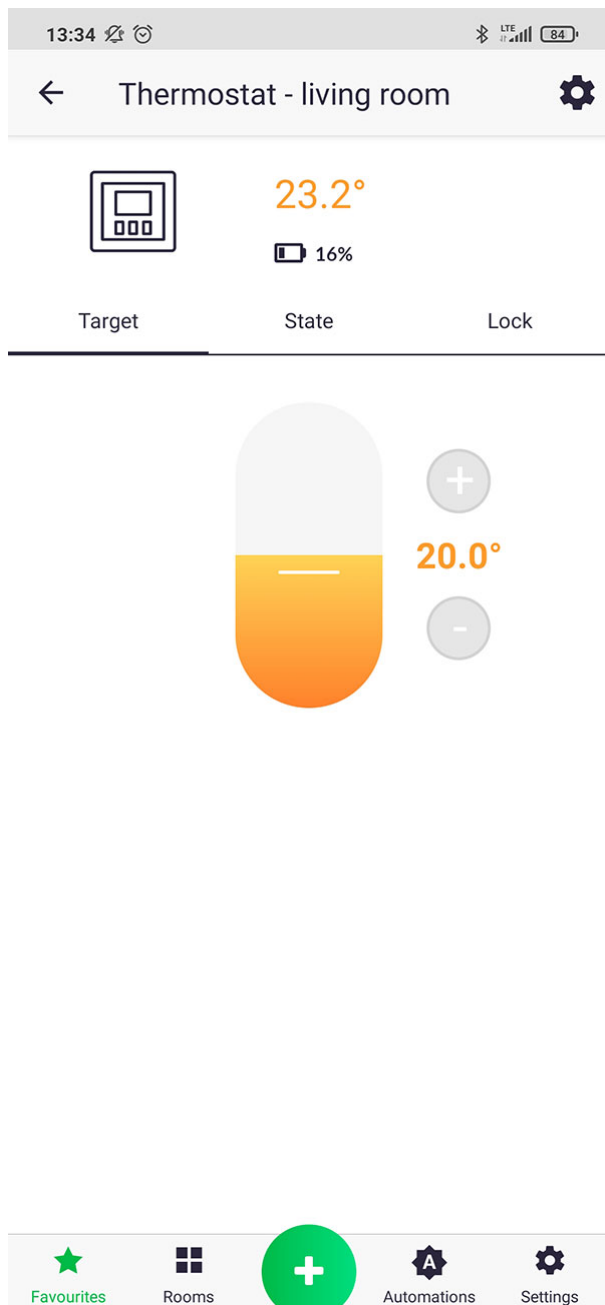 13:34 LTE 84
Thermostat - living room
23.2°
16%
Target State Lock
+
20.0°
-
+
A
Favourites Rooms Automations Settings